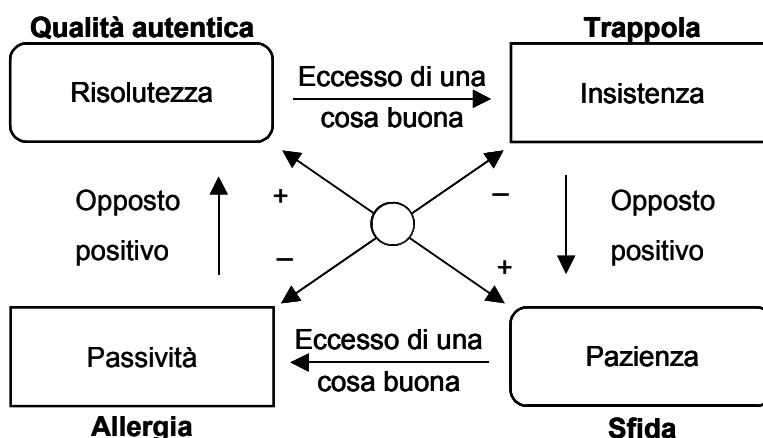 Qualità autentica
Trappola
Risolutezza
Eccesso di una
cosa buona
Insistenza
Opposto
positivo
+
–
–
+
Opposto
positivo
Passività
Eccesso di una
cosa buona
Pazienza
Allergia
Sfida